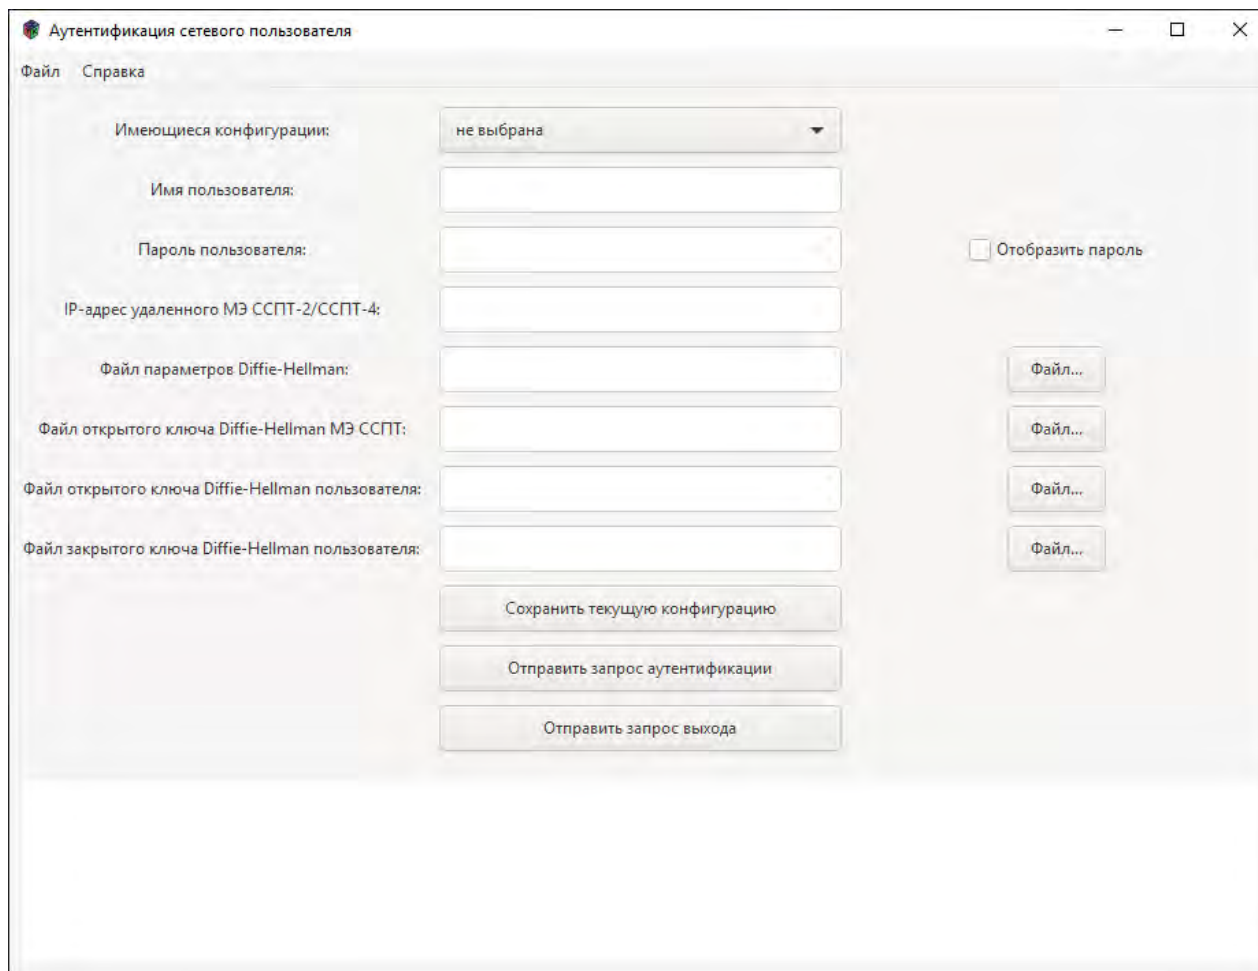 Аутентификация сетевого пользователя
Файл Справка
Имеющиеся конфигурации: не выбрана
Имя пользователя:
Пароль пользователя: Отобразить пароль
IP-адрес удаленного МЭ ССПТ-2/ССПТ-4:
Файл параметров Diffie-Hellman: Файл...
Файл открытого ключа Diffie-Hellman МЭ ССПТ: Файл...
Файл открытого ключа Diffie-Hellman пользователя: Файл...
Файл закрытого ключа Diffie-Hellman пользователя: Файл...
Сохранить текущую конфигурацию
Отправить запрос аутентификации
Отправить запрос выхода